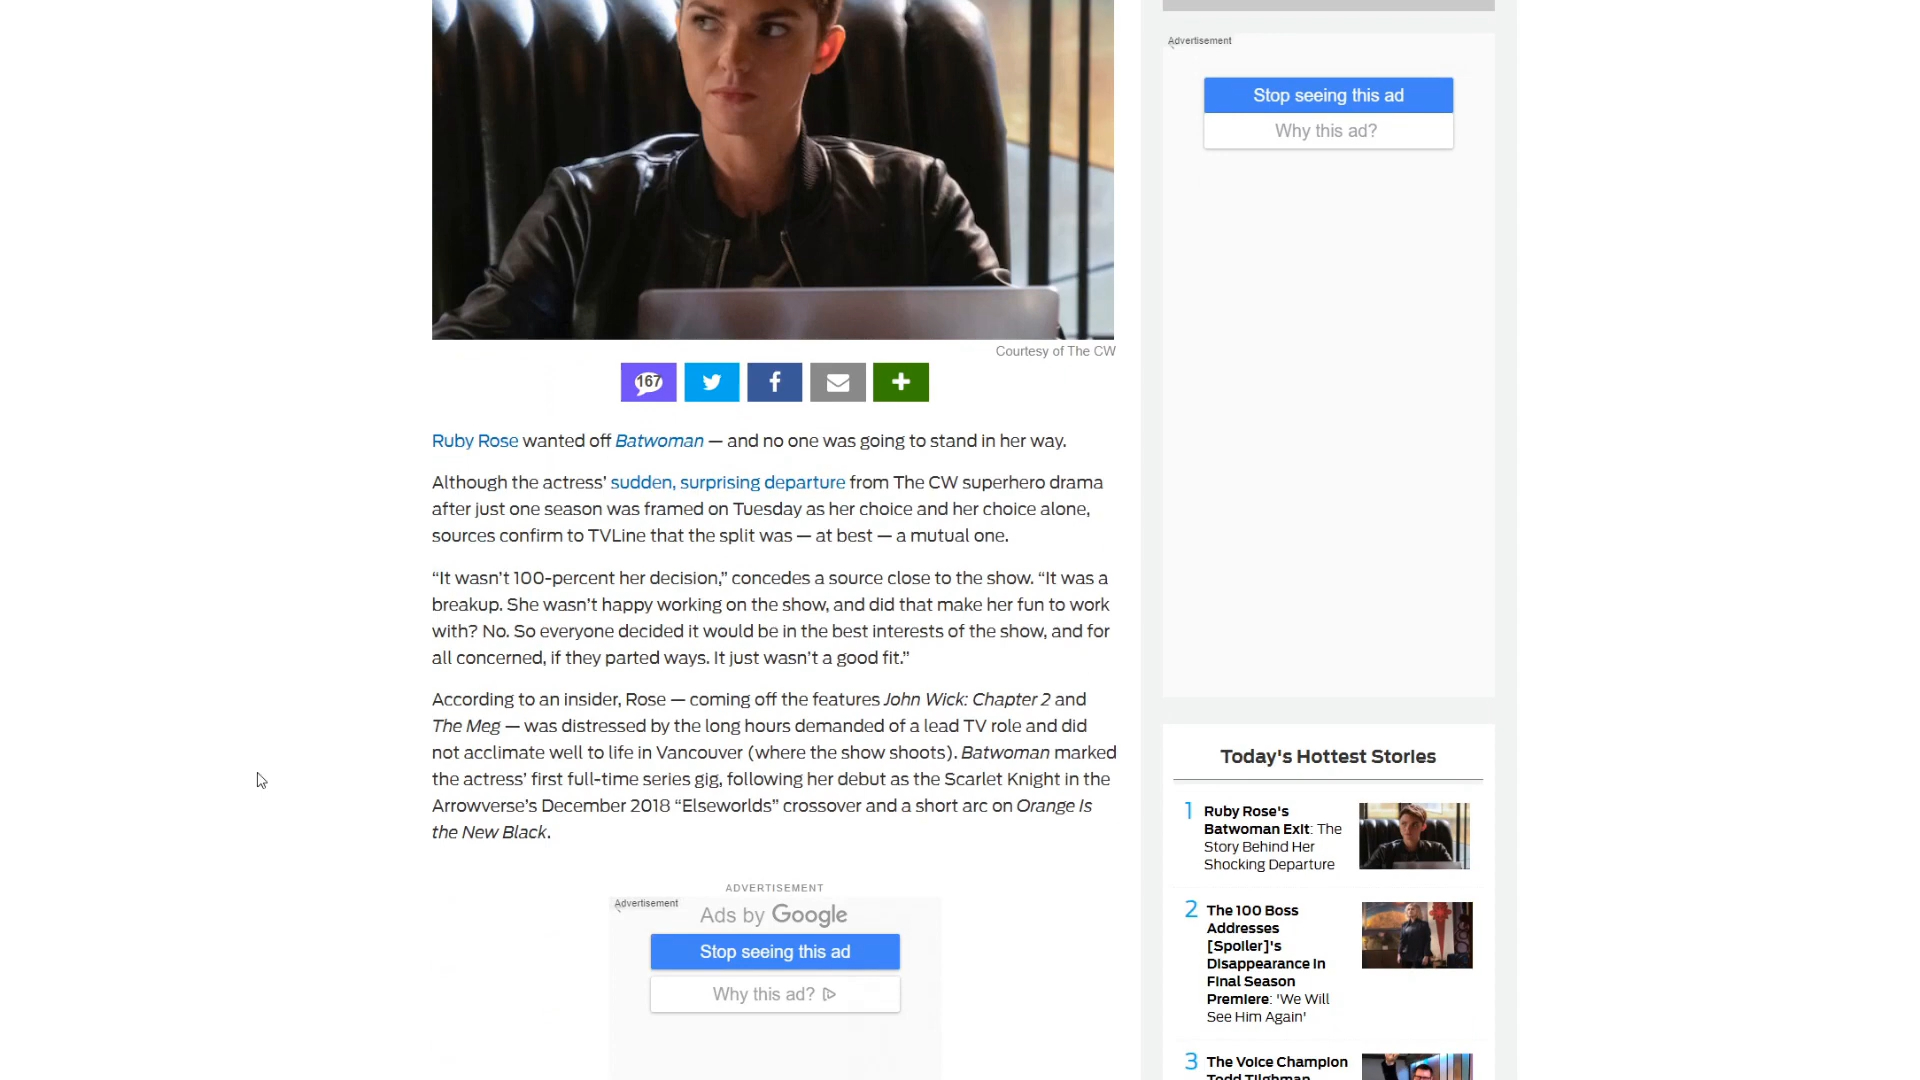 Advertisement
Stop seeing this ad
Why this ad?
Courtesy of The CW
167
Ruby Rose wanted off Batwoman — and no one was going to stand in her way.
Although the actress’ sudden, surprising departure from The CW superhero drama
after just one season was framed on Tuesday as her choice and her choice alone,
sources confirm to TVLine that the split was — at best — a mutual one.
“It wasn’t 100-percent her decision,” concedes a source close to the show. “It was a
breakup. She wasn’t happy working on the show, and did that make her fun to work
with? No. So everyone decided it would be in the best interests of the show, and for
all concerned, if they parted ways. It just wasn’t a good fit.”
According to an insider, Rose — coming off the features John Wick: Chapter 2 and
The Meg — was distressed by the long hours demanded of a lead TV role and did
not acclimate well to life in Vancouver (where the show shoots). Batwoman marked
the actress’ first full-time series gig, following her debut as the Scarlet Knight in the
Arrowverse’s December 2018 “Elseworlds” crossover and a short arc on Orange Is
the New Black.
ADVERTISEMENT
Advertisement
Ads by Google
Stop seeing this ad
Why this ad?
Today's Hottest Stories
1
Ruby Rose's
Batwoman Exit: The
Story Behind Her
Shocking Departure
2
The 100 Boss
Addresses
[Spoiler]'s
Disappearance in
Final Season
Premiere: 'We Will
See Him Again'
3
The Voice Champion
Todd Tilghman